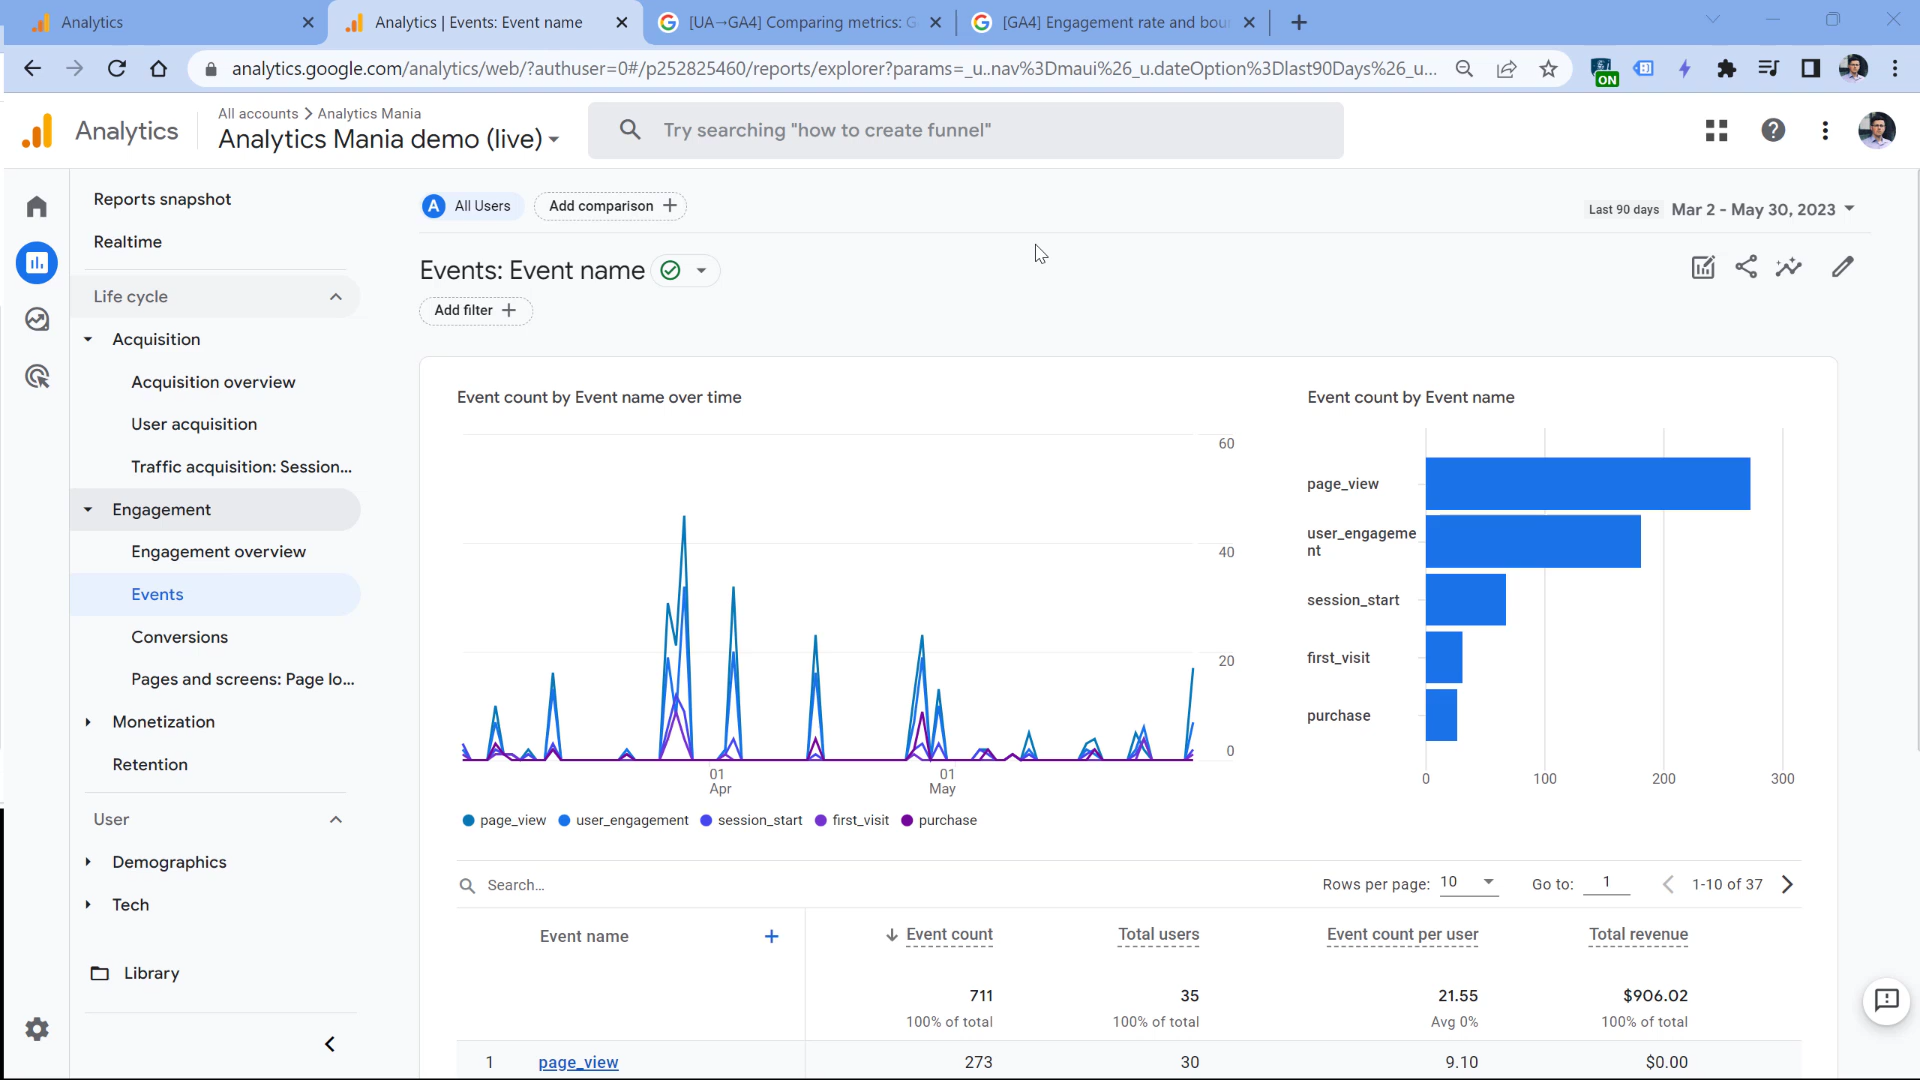 Analytics
Analytics | Events: Event name
[UA→GA4] Comparing metrics: G
[GA4] Engagement rate and bou
analytics.google.com/analytics/web/?authuser=0#/p252825460/reports/explorer?params=_u..nav%3Dmaui%26_u.dateOption%3Dlast90Days%26_u...
ON
Analytics
All accounts > Analytics Mania
Analytics Mania demo (live)
Try searching "how to create funnel"
Reports snapshot
Realtime
Life cycle
Acquisition
Acquisition overview
User acquisition
Traffic acquisition: Session...
Engagement
Engagement overview
Events
Conversions
Pages and screens: Page lo...
Monetization
Retention
User
Demographics
Tech
Library
A All Users
Add comparison +
Last 90 days Mar 2 - May 30, 2023
Events: Event name
Add filter +
Event count by Event name over time
60
40
20
0
01
Apr
01
May
page_view user_engagement session_start first_visit purchase
Event count by Event name
page_view
user_engageme
nt
session_start
first_visit
purchase
0 100 200 300
Search...
Rows per page: 10
Go to: 1
1-10 of 37
Event name +
Event count Total users Event count per user Total revenue
711 35 21.55 $906.02
100% of total 100% of total Avg 0% 100% of total
1 page_view 273 30 9.10 $0.00